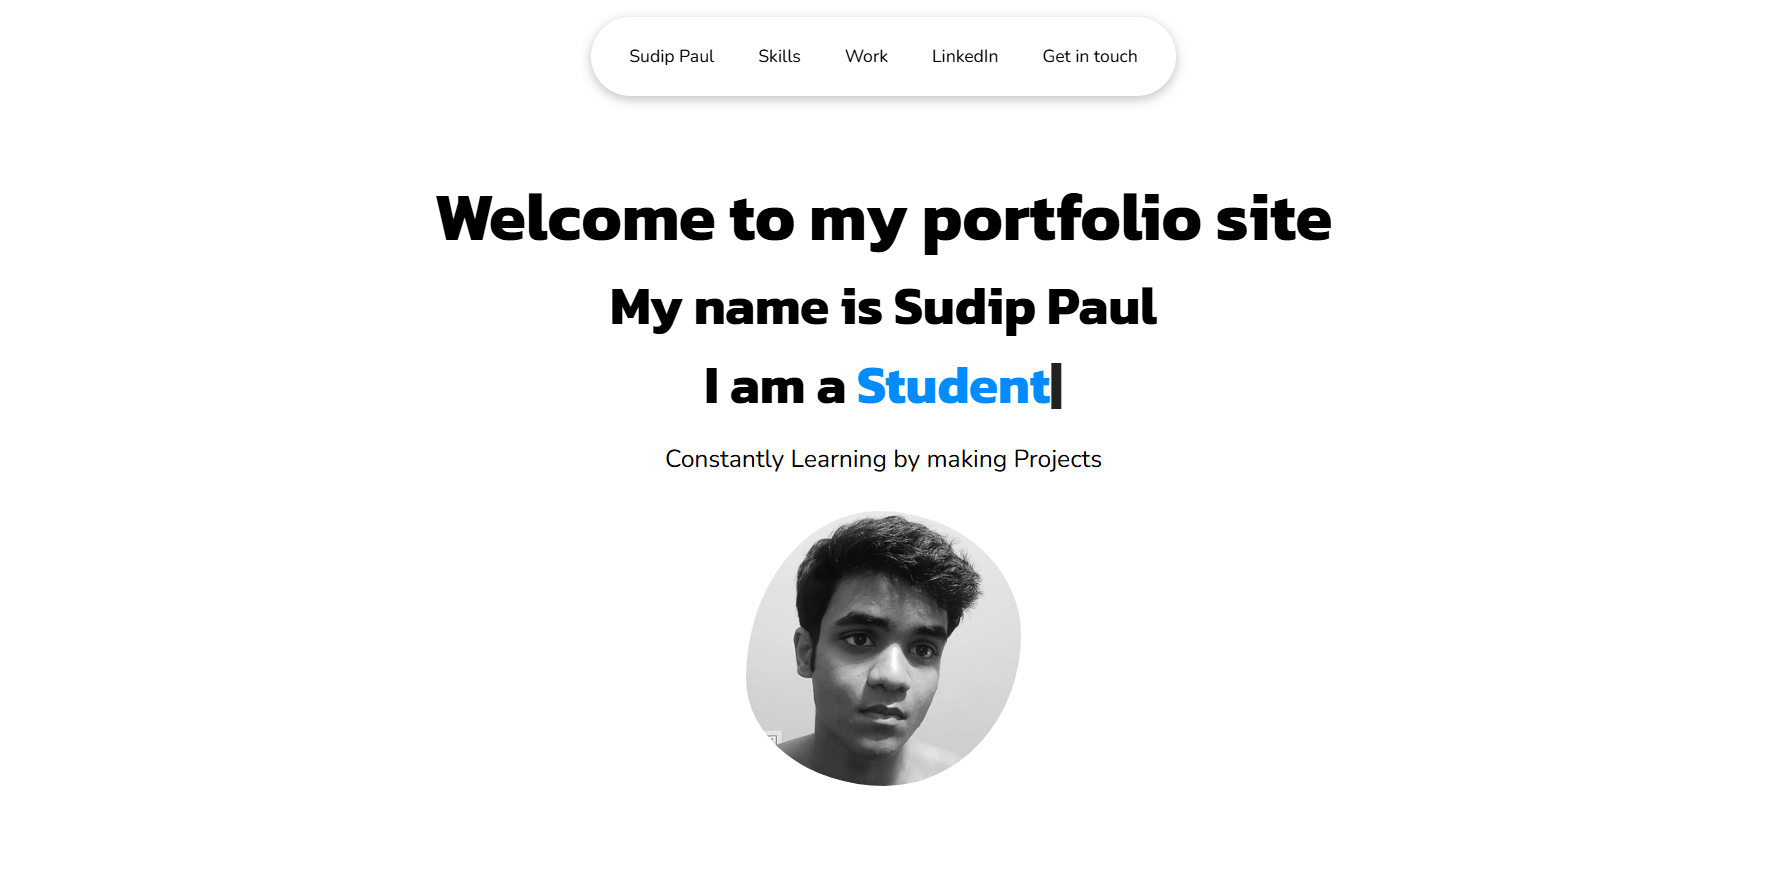 Sudip Paul Skills Work LinkedIn Get in touch
Welcome to my portfolio site
My name is Sudip Paul
I am a Student
Constantly Learning by making Projects